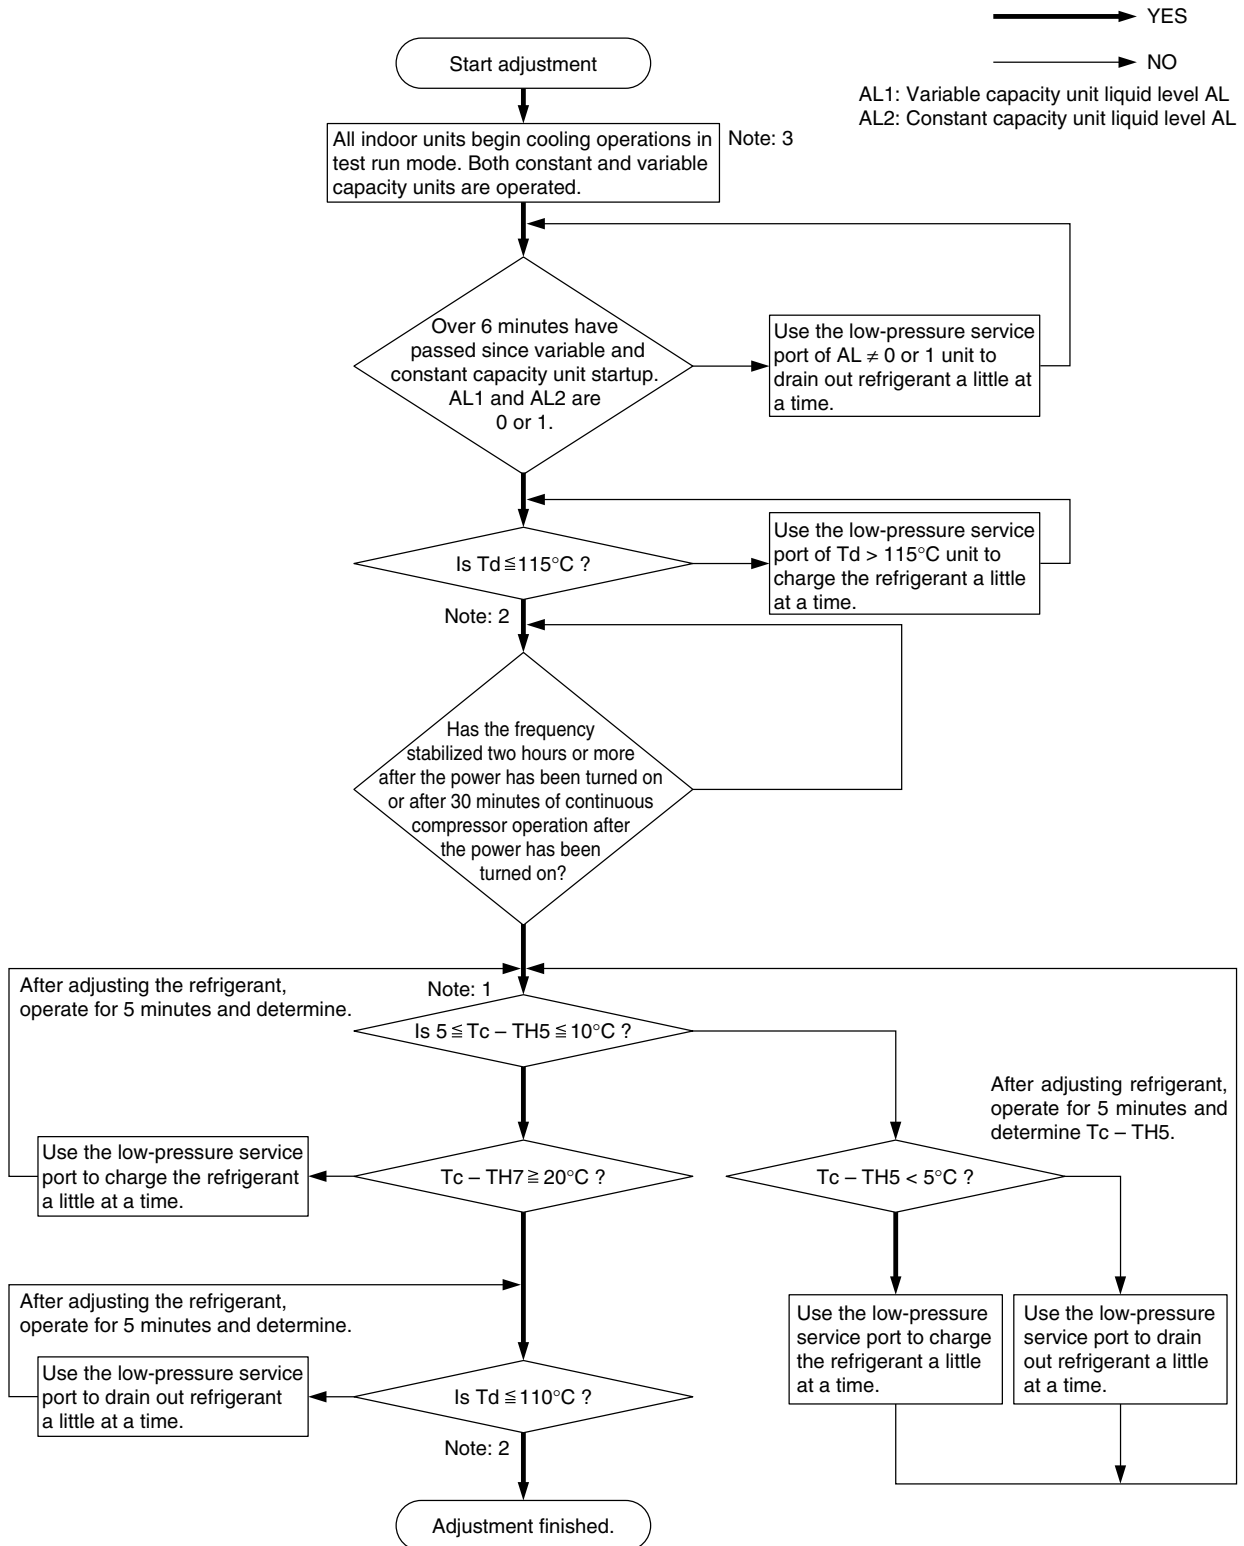 YES
NO
AL1: Variable capacity unit liquid level AL
AL2: Constant capacity unit liquid level AL
Start adjustment
All indoor units begin cooling operations in
test run mode. Both constant and variable
capacity units are operated.
Note: 3
Over 6 minutes have
passed since variable and
constant capacity unit startup.
AL1 and AL2 are
0 or 1.
Use the low-pressure service
port of AL ≠ 0 or 1 unit to
drain out refrigerant a little at
a time.
Is Td ≦ 115°C ?
Use the low-pressure service
port of Td > 115°C unit to
charge the refrigerant a little
at a time.
Note: 2
Has the frequency
stabilized two hours or more
after the power has been turned on
or after 30 minutes of continuous
compressor operation after
the power has been
turned on?
After adjusting the refrigerant,
operate for 5 minutes and determine.
Note: 1
Is 5 ≦ Tc – TH5 ≦ 10°C ?
After adjusting refrigerant,
operate for 5 minutes and
determine Tc – TH5.
Use the low-pressure service
port to charge the refrigerant
a little at a time.
Tc – TH7 ≧ 20°C ?
Tc – TH5 < 5°C ?
After adjusting the refrigerant,
operate for 5 minutes and determine.
Use the low-pressure
service port to charge
the refrigerant a little
at a time.
Use the low-pressure
service port to drain
out refrigerant a little
at a time.
Use the low-pressure service
port to drain out refrigerant
a little at a time.
Is Td ≦ 110°C ?
Note: 2
Adjustment finished.